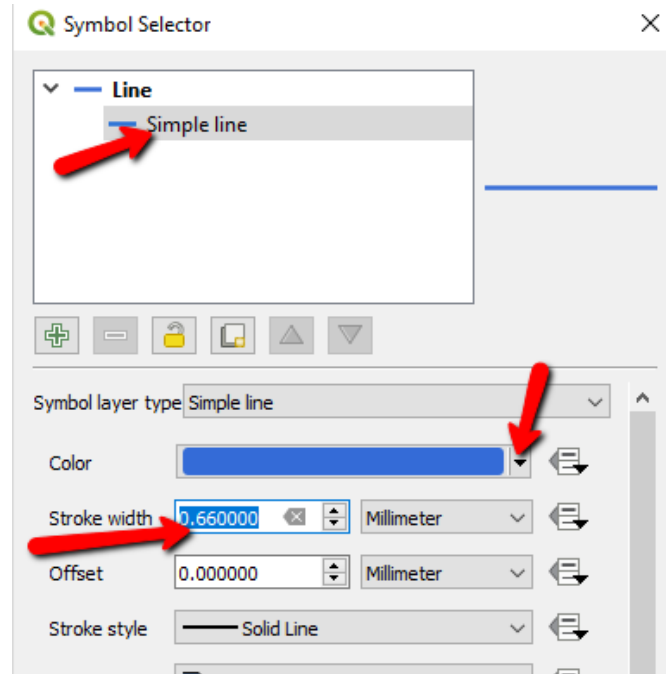 Symbol Selector
Line
Simple line
Symbol layer type Simple line
Color
Stroke width 0.660000 Millimeter
Offset 0.000000 Millimeter
Stroke style Solid Line